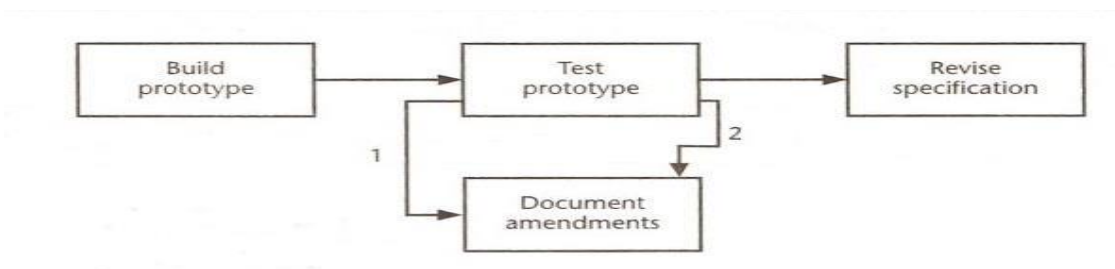 Build
prototype
Test
prototype
Revise
specification
1
2
Document
amendments